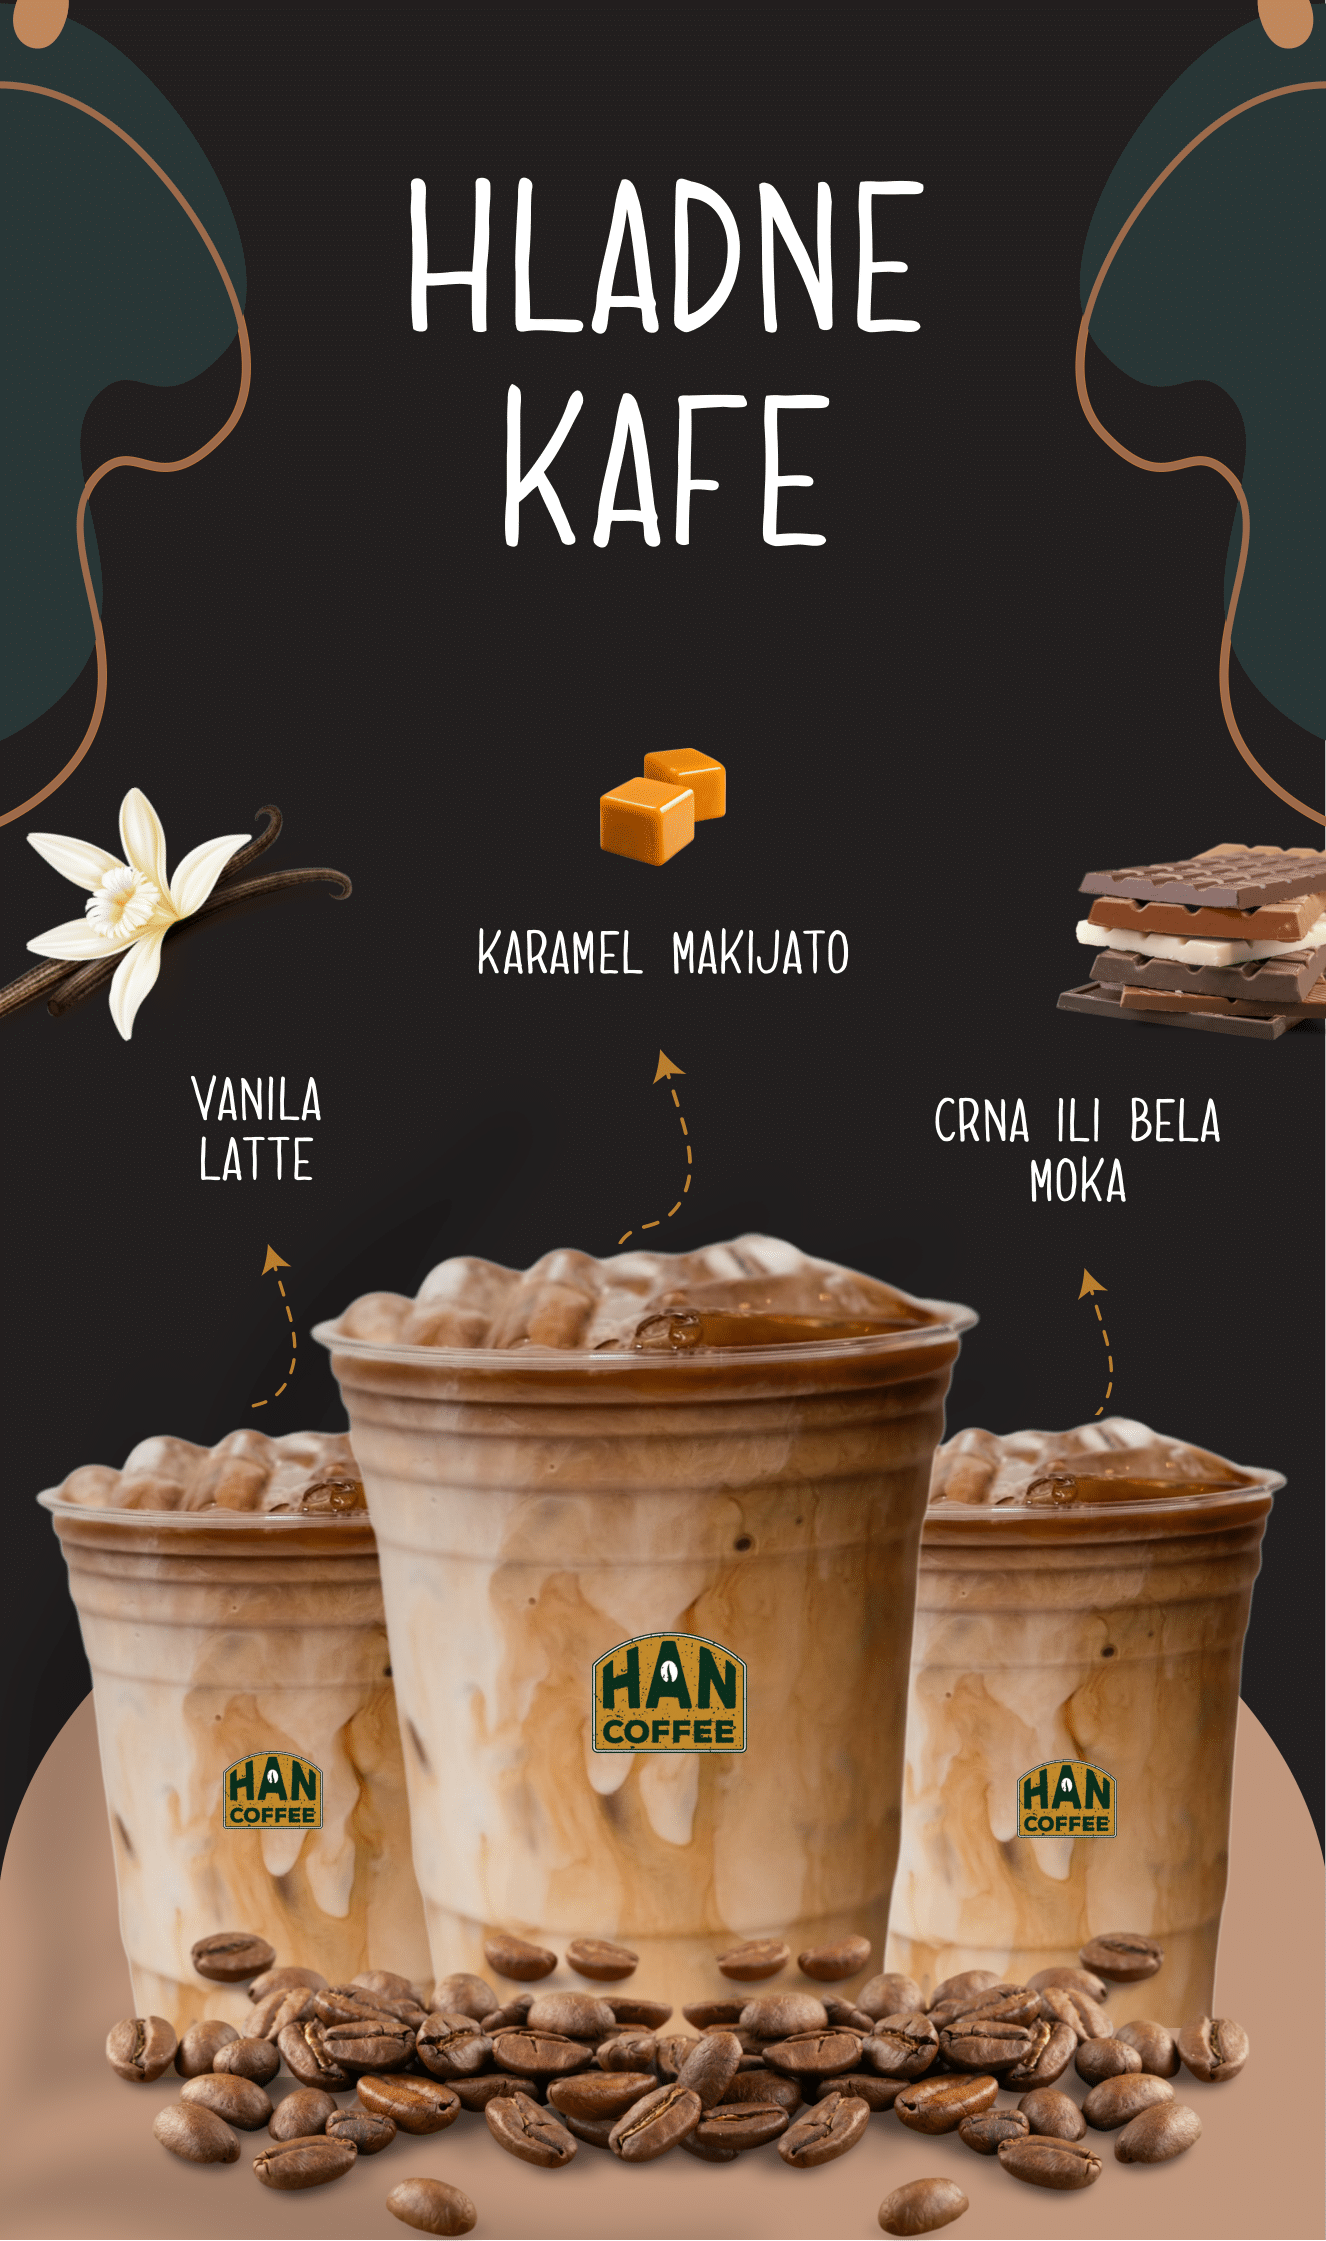 HLADNE
KAFE
KARAMEL MAKIJATO
VANILA
LATTE
CRNA ILI BELA
MOKA
HAN
COFFEE
HAN
COFFEE
HAN
COFFEE